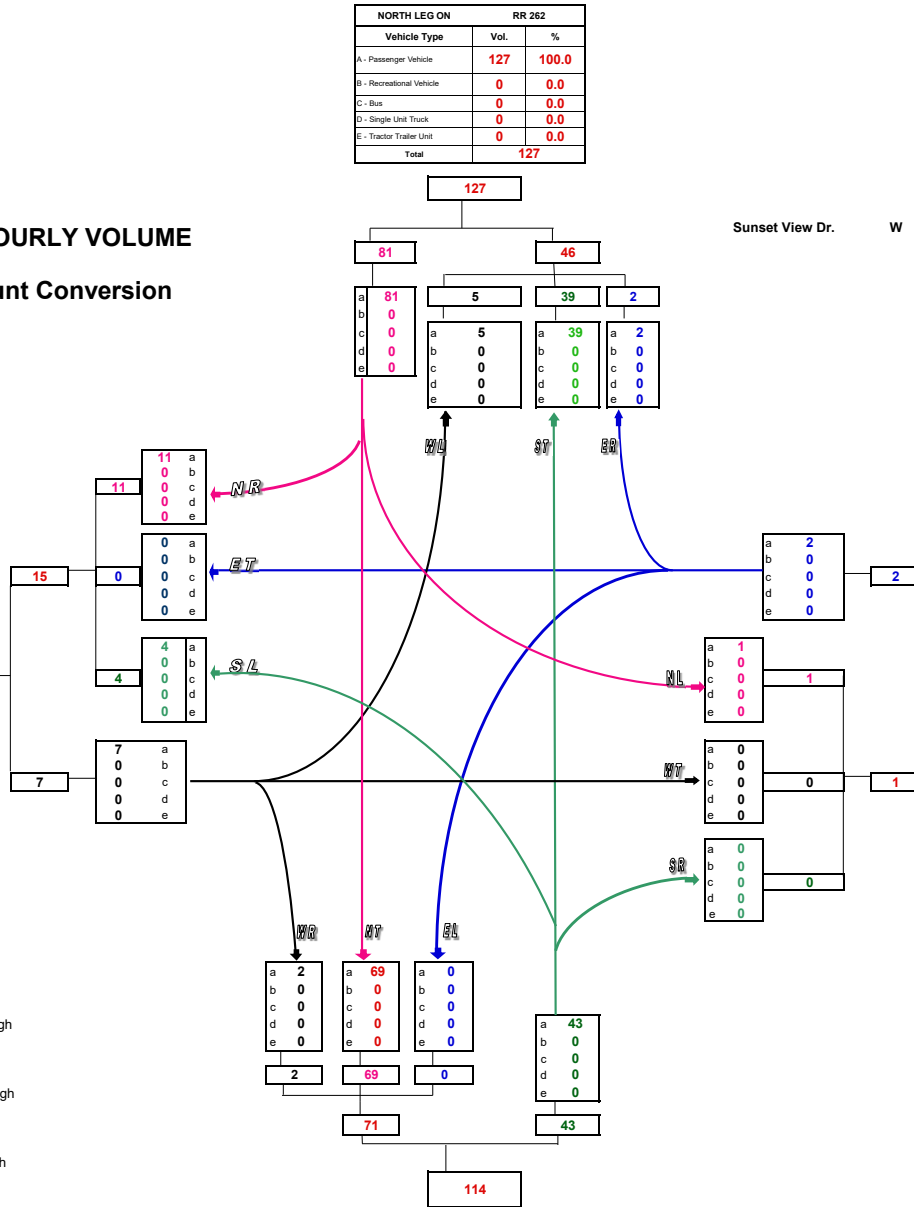 NORTH LEG ON RR 262
Vehicle Type Vol. %
A - Passenger Vehicle 127 100.0
B - Recreational Vehicle 0 0.0
C - Bus 0 0.0
D - Single Unit Truck 0 0.0
E - Tractor Trailer Unit 0 0.0
Total 127
127
OURLY VOLUME
Sunset View Dr. W
81 46
unt Conversion
5 39 2
a 81
b 0
c 0
d 0
e 0
a 5
b 0
c 0
d 0
e 0
a 39
b 0
c 0
d 0
e 0
a 2
b 0
c 0
d 0
e 0
WL ST ER
11 a
0 b
0 c
0 d
0 e
11
NR
0 a
0 b
0 c
0 d
0 e
15 0
ET
a 2
b 0
c 0
d 0
e 0
2
4 a
0 b
0 c
0 d
0 e
4
SL
a 1
b 0
c 0
d 0
e 0
NL
1
7 a
0 b
0 c
0 d
0 e
7
WT
a 0
b 0
c 0
d 0
e 0
0 1
SR
a 0
b 0
c 0
d 0
e 0
0
WR NT EL
a 2
b 0
c 0
d 0
e 0
a 69
b 0
c 0
d 0
e 0
a 0
b 0
c 0
d 0
e 0
a 43
b 0
c 0
d 0
e 0
gh
2 69 0
gh
71 43
h
114